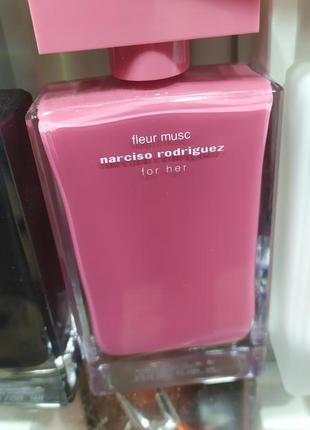 fleur musc
narciso rodriguez
for her